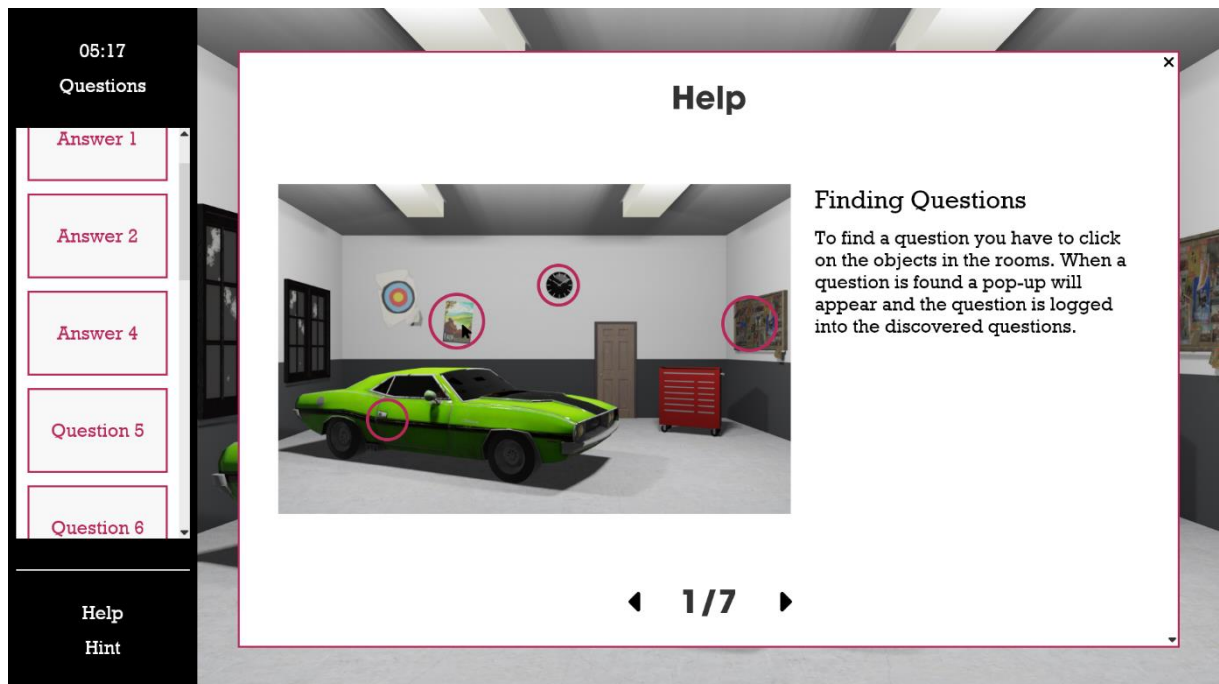 05:17
Questions
Answer 1
Answer 2
Answer 4
Question 5
Question 6
Help
Hint
Help
Finding Questions
To find a question you have to click
on the objects in the rooms. When a
question is found a pop-up will
appear and the question is logged
into the discovered questions.
1/7